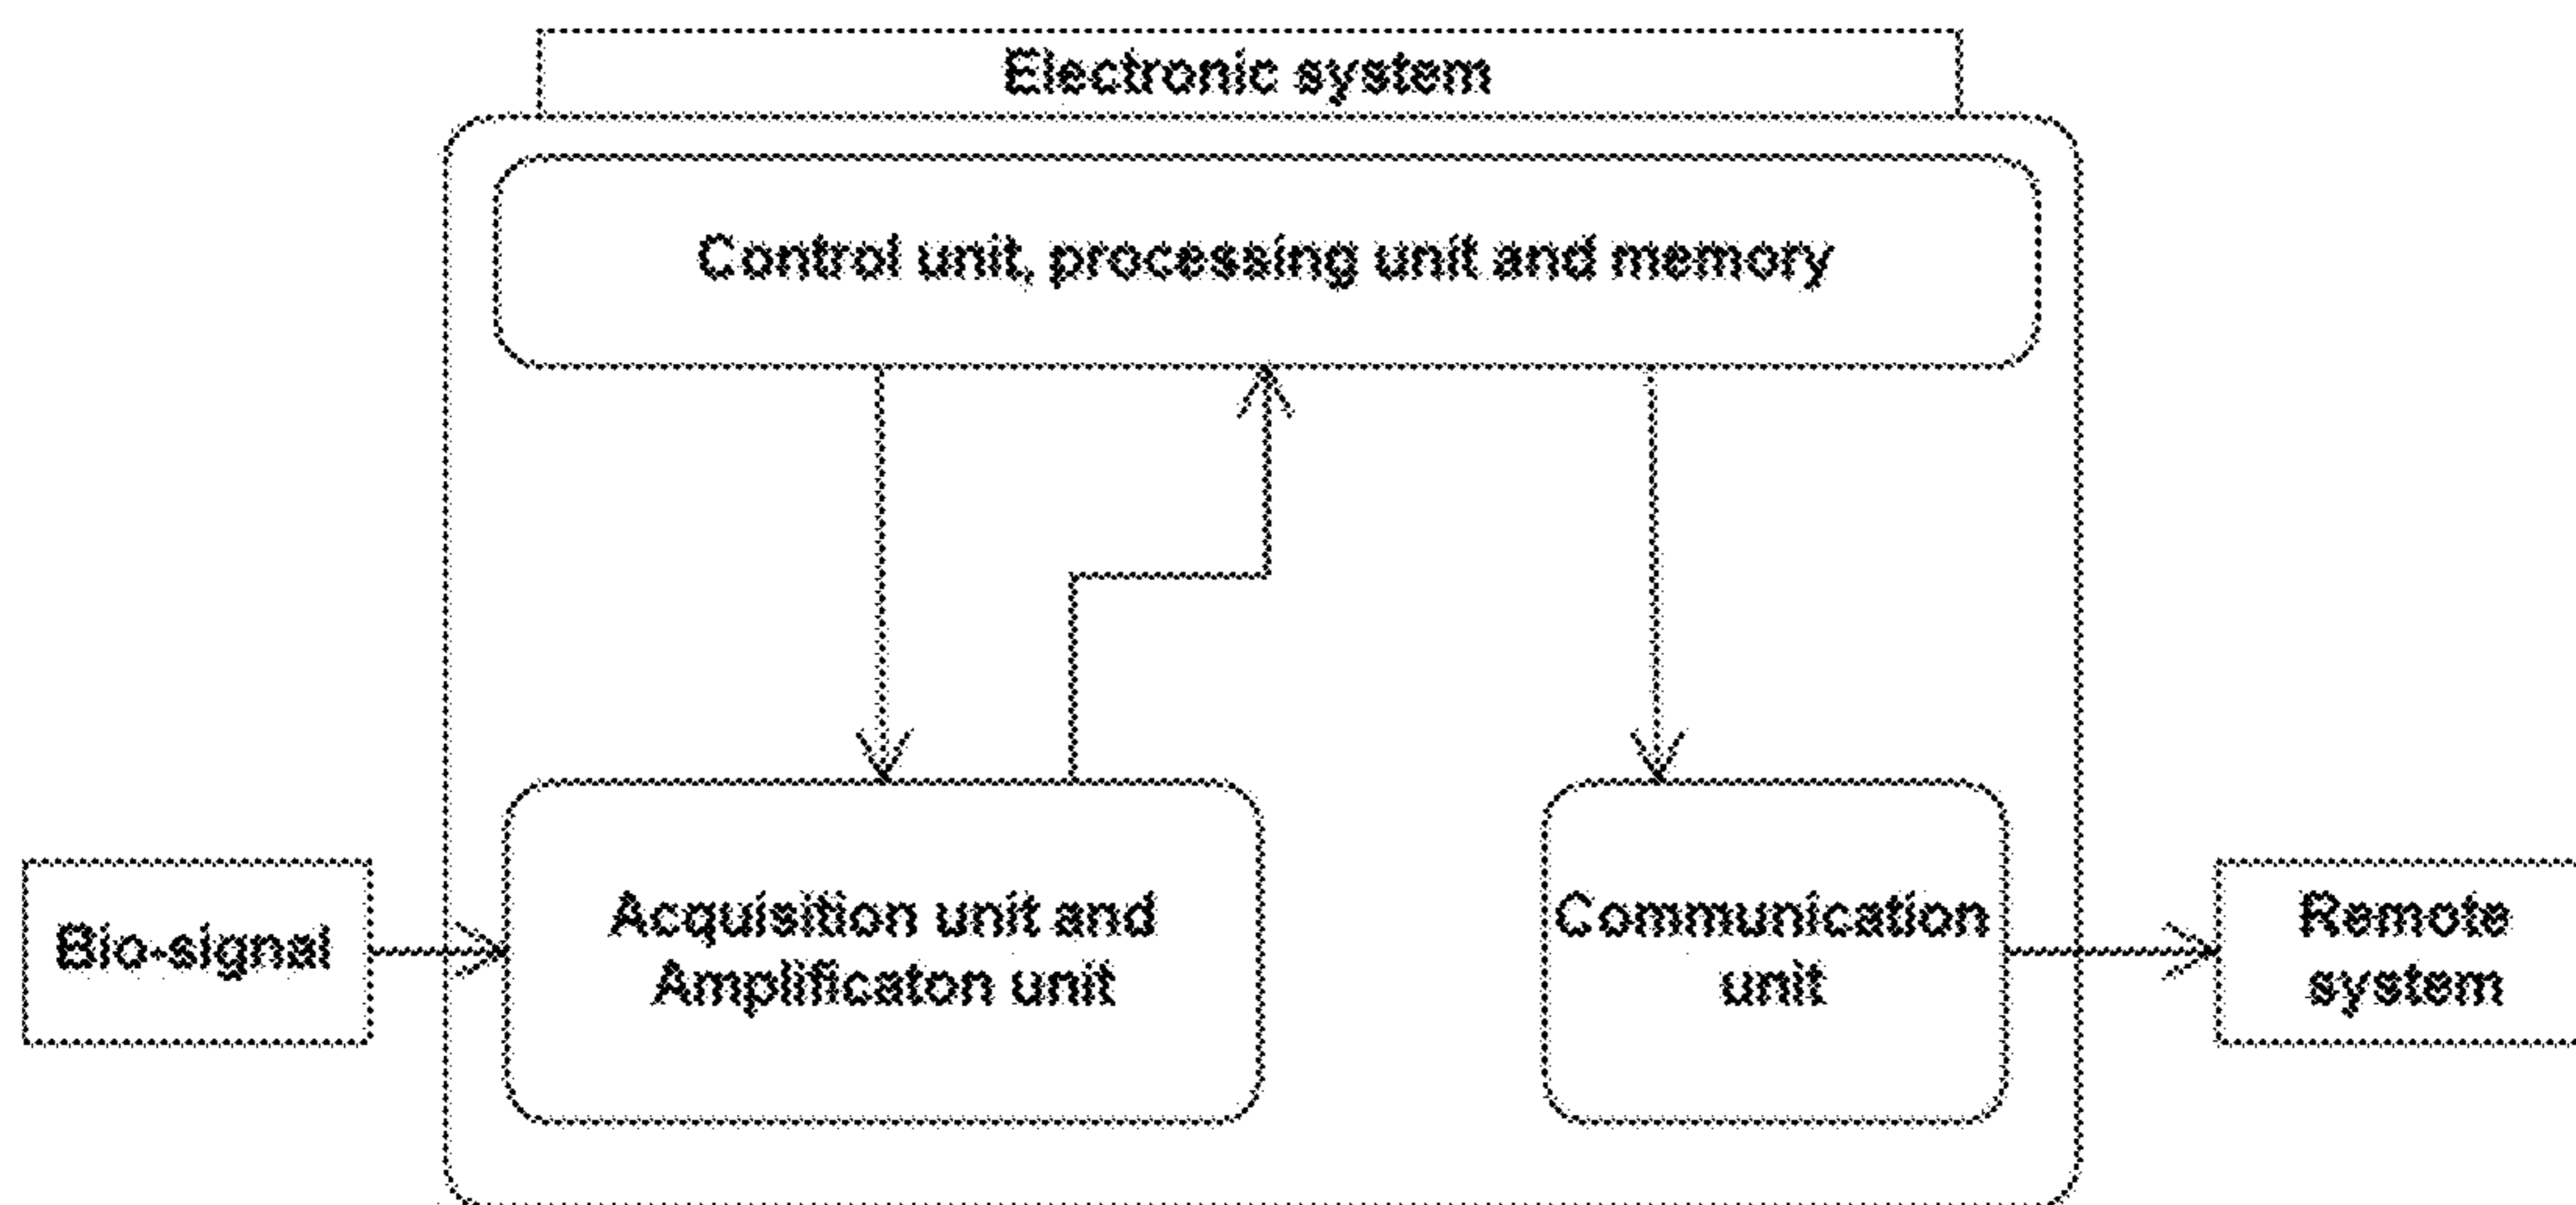 Electronic system
Control unit, processing unit and memory
Bio-signal
Acquisition unit and
Amplificaton unit
Communication
unit
Remote
system